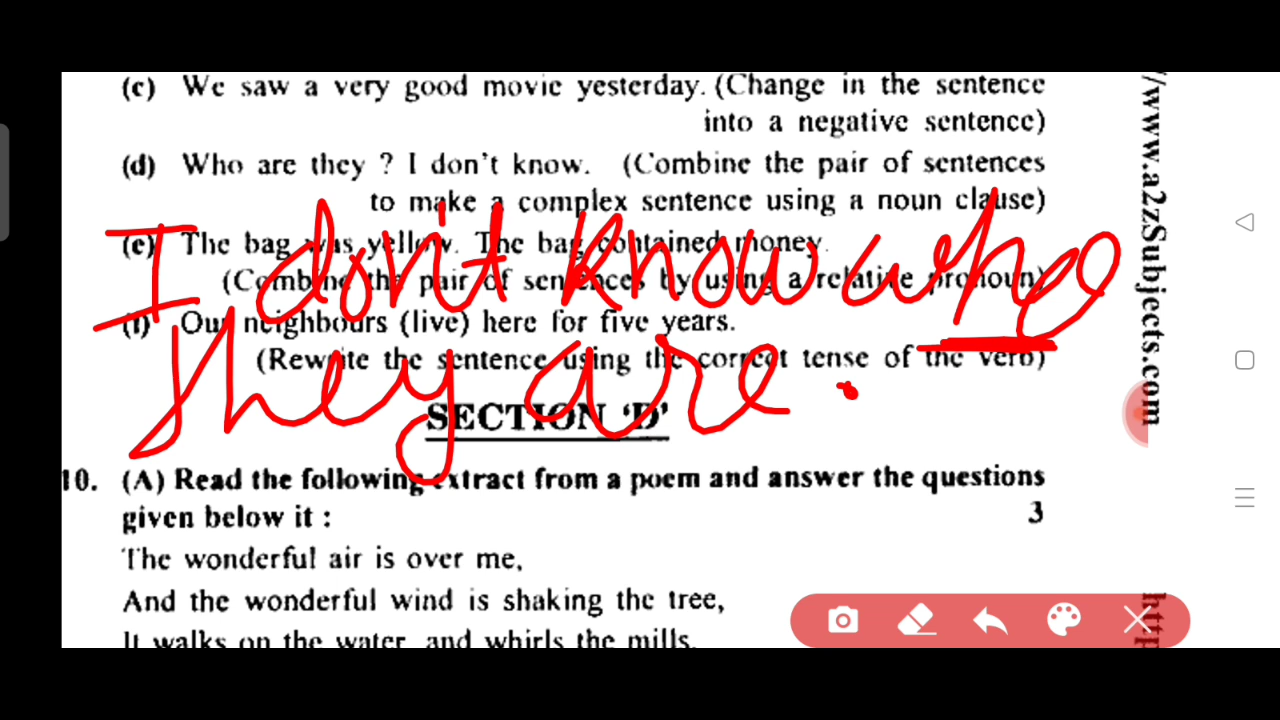 (c) We saw a very good movie yesterday. (Change in the sentence
into a negative sentence)
(d) Who are they ? I don't know. (Combine the pair of sentences
to make a complex sentence using a noun clause)
(e) The bag was yellow. The bag contained money.
(Combine the pair of sentences by using a relative pronoun)
I don't know who
(f) Our neighbours (live) here for five years.
(Rewrite the sentence using the correct tense of the verb)
they are.
SECTION 'D'
10. (A) Read the following extract from a poem and answer the questions
given below it : 3
The wonderful air is over me,
And the wonderful wind is shaking the tree,
It walks on the water, and whirls the mills,
//www.a2zSubjects.com
http